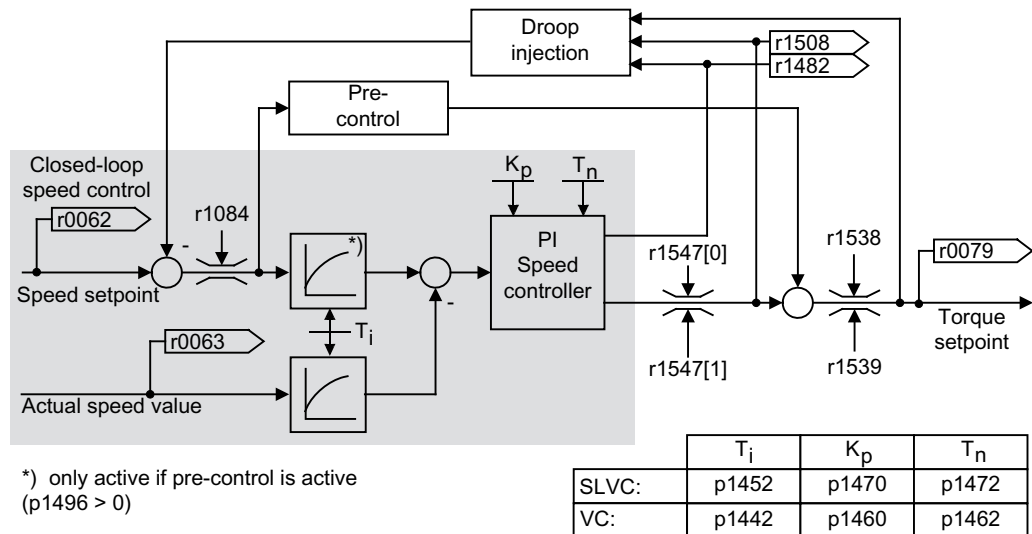 Droop
injection
r1508
r1482
Pre-
control
Closed-loop
speed control
r0062
r1084
Kp
Tn
*)
PI
Speed
controller
-
-
r1547[0]
r1538
r0079
Speed setpoint
Torque
setpoint
r0063
Ti
r1547[1]
r1539
Actual speed value
*) only active if pre-control is active
(p1496 > 0)
Ti Kp Tn
SLVC: p1452 p1470 p1472
VC: p1442 p1460 p1462